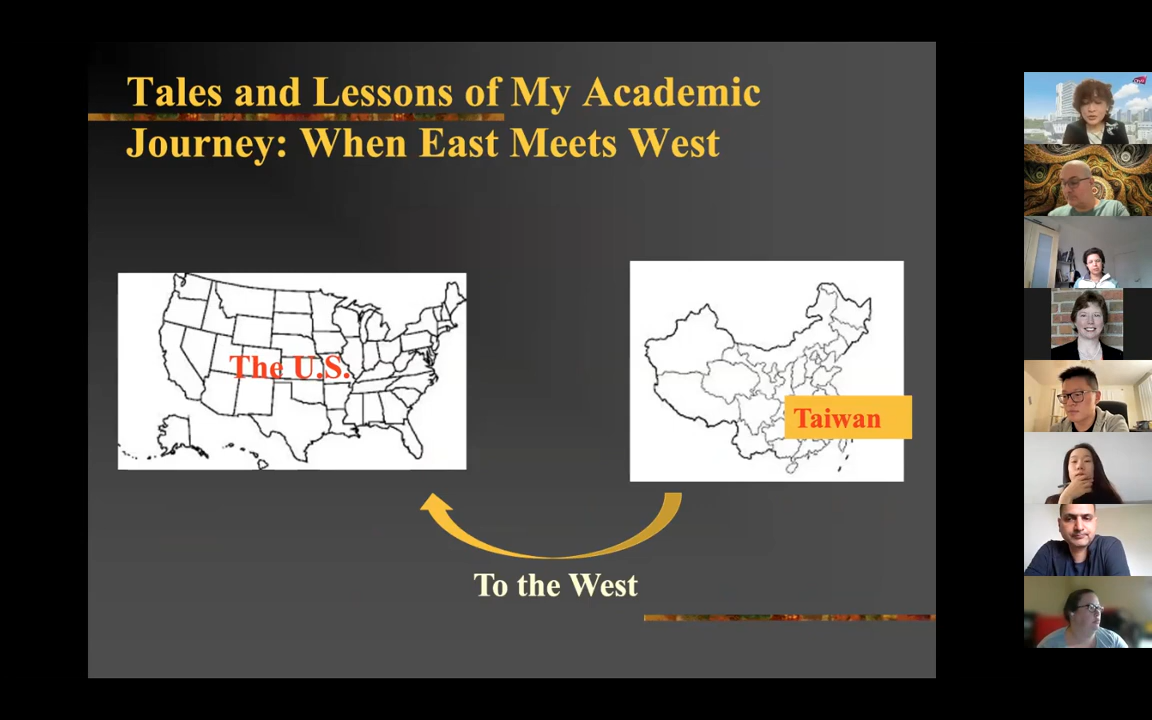 Tales and Lessons of My Academic
Journey: When East Meets West
The U.S.
Taiwan
To the West